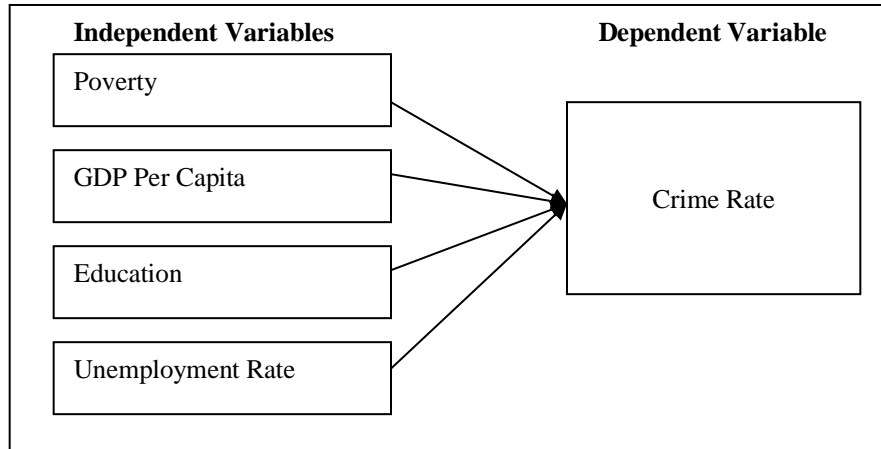 Independent Variables
Dependent Variable
Poverty
GDP Per Capita
Education
Unemployment Rate
Crime Rate